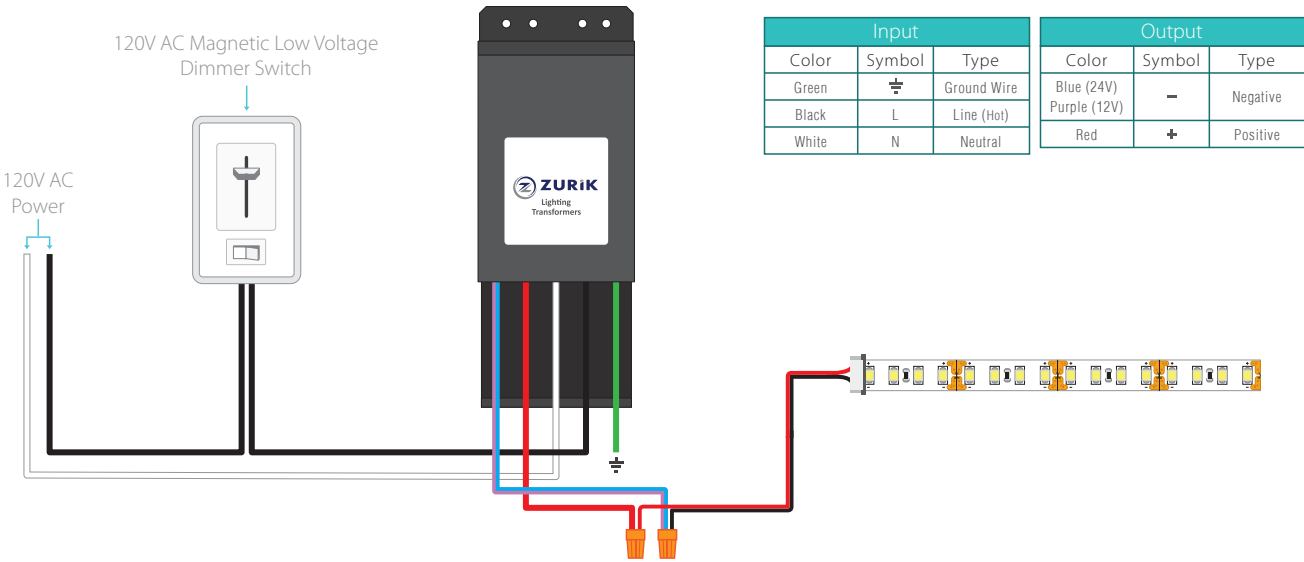 120V AC Magnetic Low Voltage
Dimmer Switch
120V AC
Power
ZURiK
Lighting
Transformers
Input
Color Symbol Type
Green ⏚ Ground Wire
Black L Line (Hot)
White N Neutral
Output
Color Symbol Type
Blue (24V)
Purple (12V) − Negative
Red + Positive